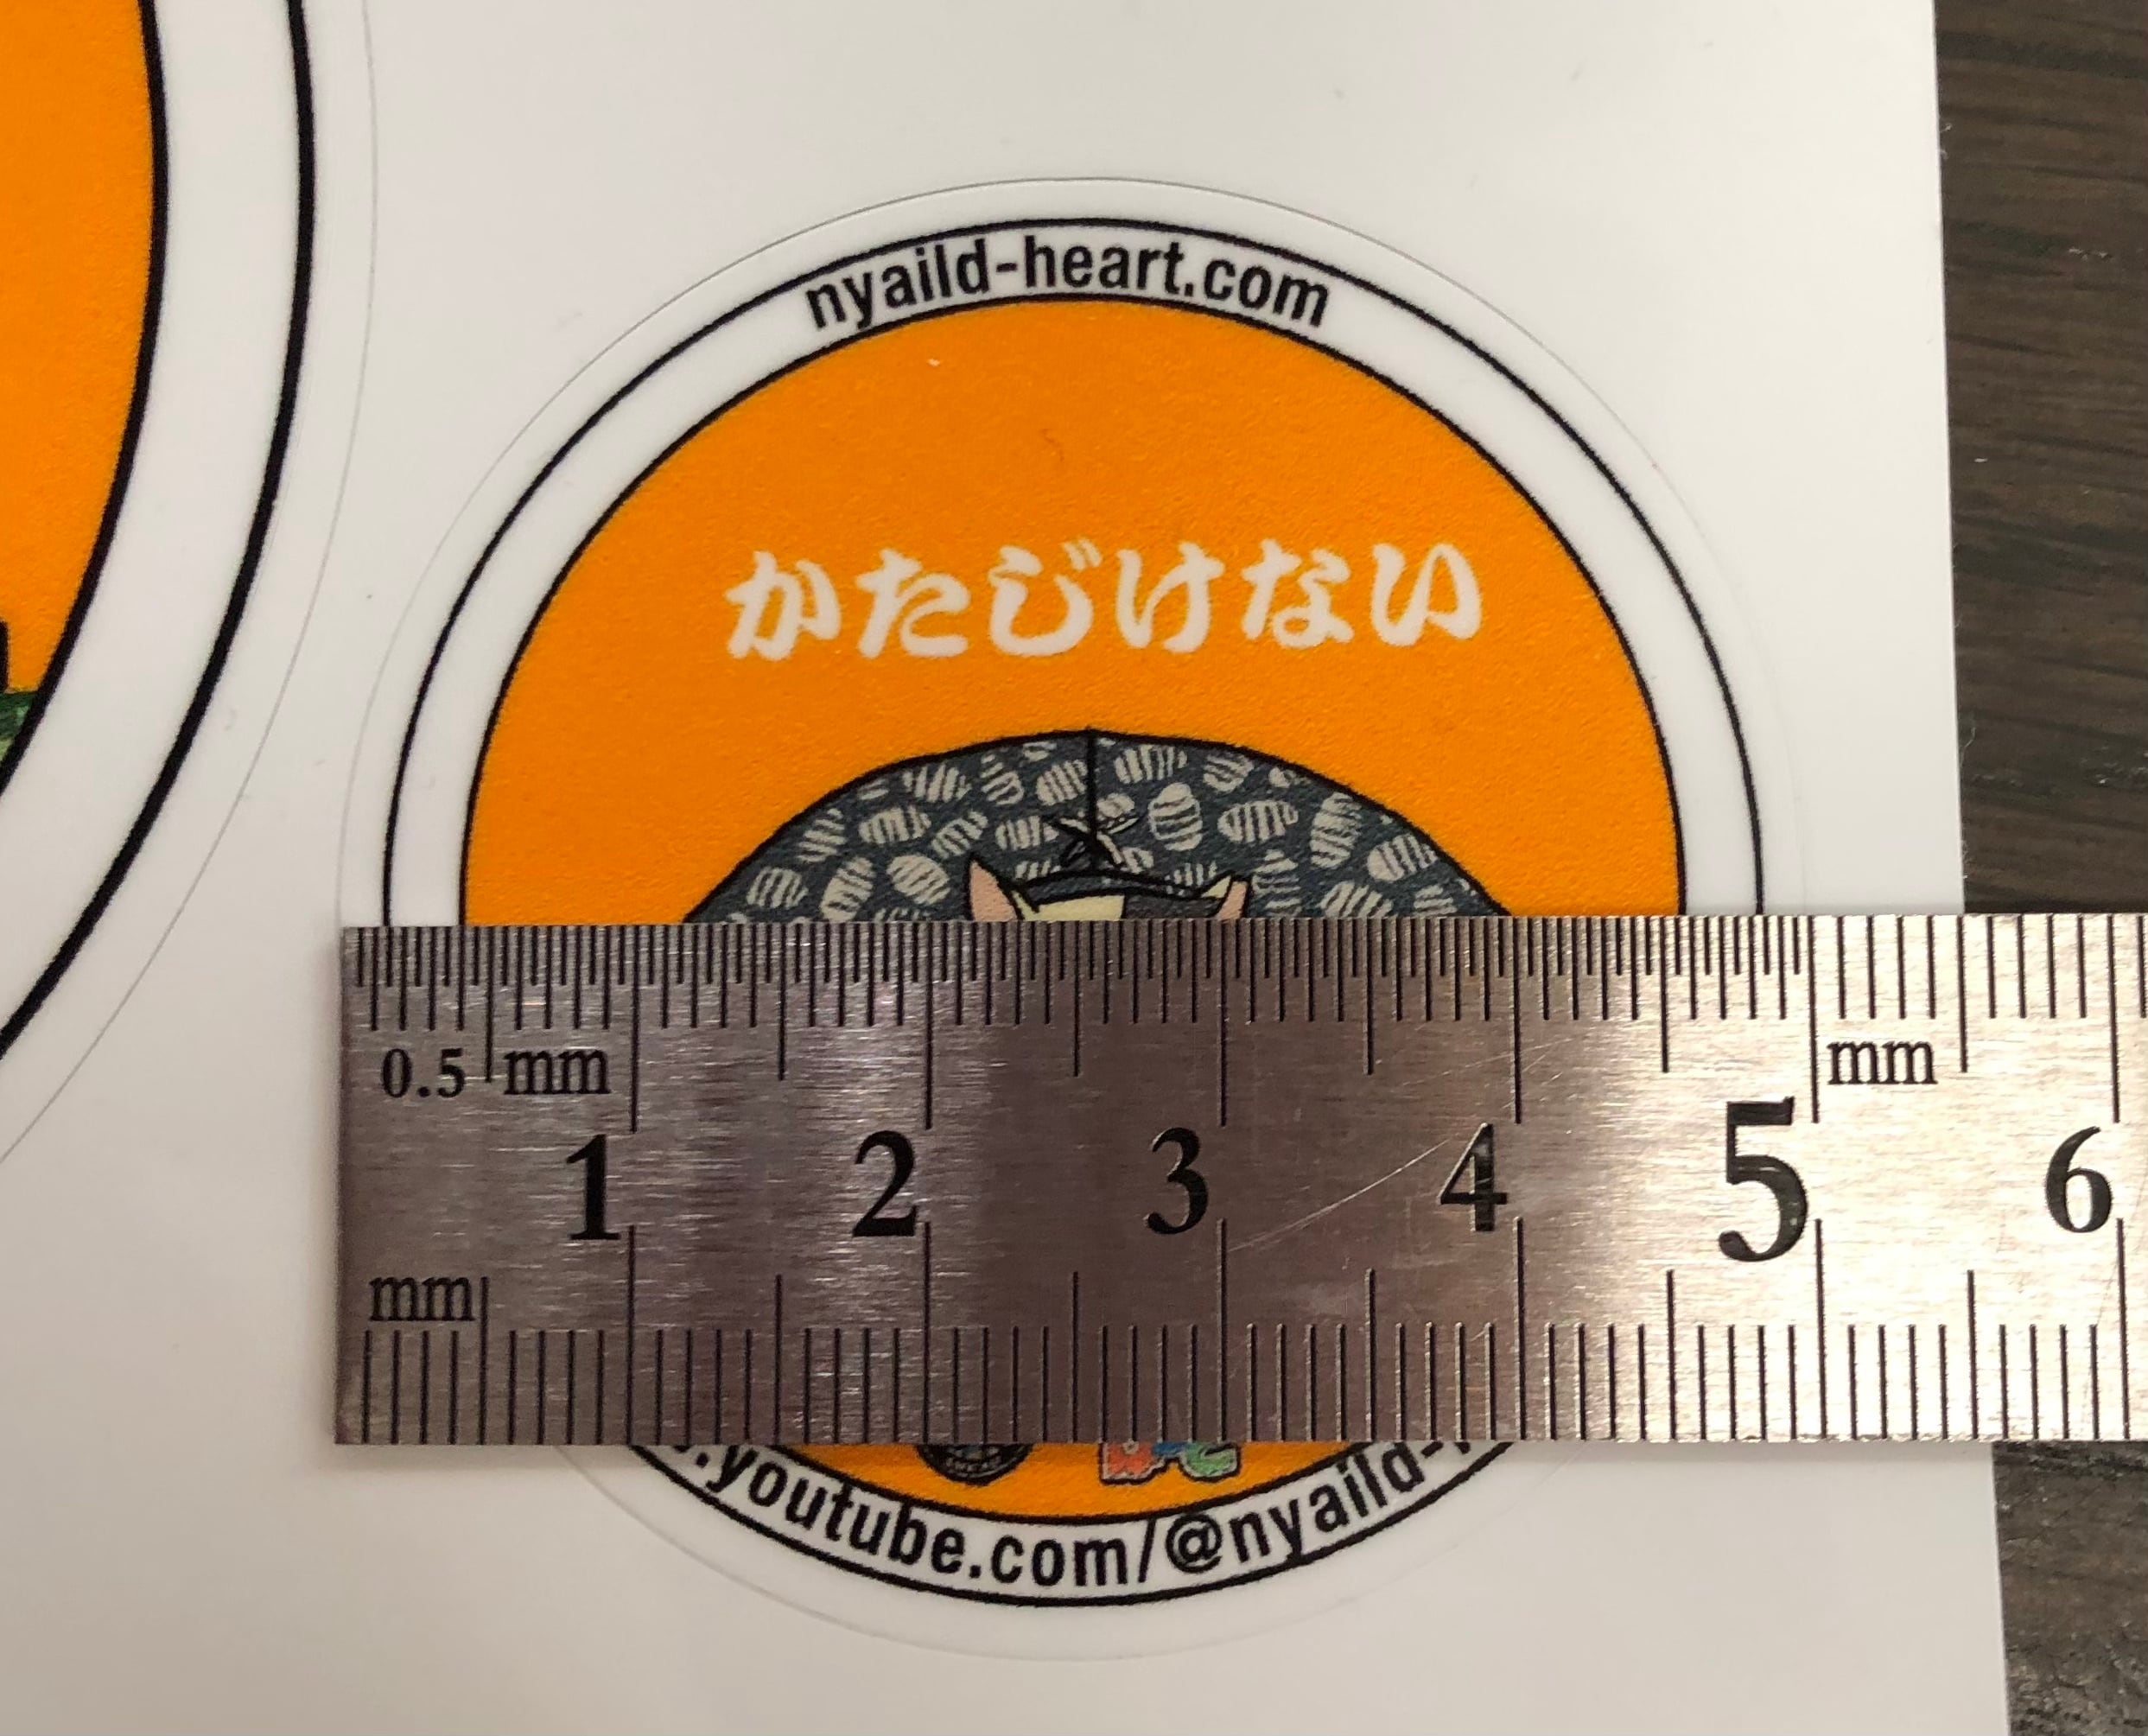 nyaild-heart.com
かたじけない
0.5 mm
mm
1 2 3 4 5 6
mm
.youtube.com/@nyaild-